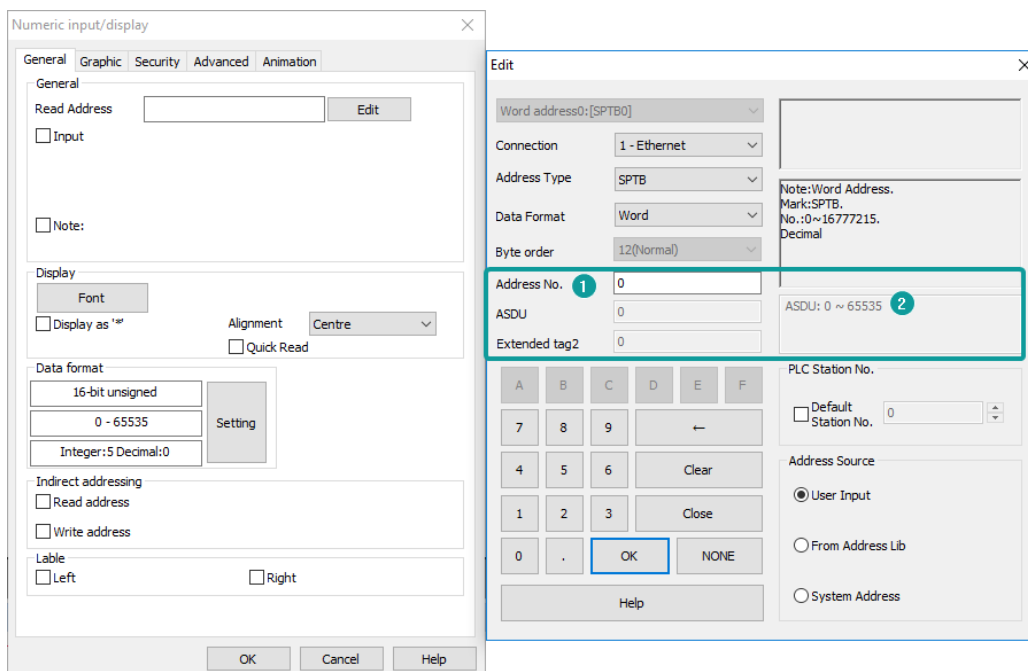 Numeric input/display
General Graphic Security Advanced Animation
General
Read Address Edit
Input
Note:
Display
Font
Display as '*' Alignment Centre
Quick Read
Data format
16-bit unsigned
0 - 65535
Integer:5 Decimal:0
Setting
Indirect addressing
Read address
Write address
Lable
Left Right
OK Cancel Help
Edit
Word address0:[SPTB0]
Connection 1 - Ethernet
Address Type SPTB
Data Format Word
Byte order 12(Normal)
Address No. 1 0
ASDU 0
Extended tag2 0
Note:Word Address.
Mark:SPTB.
No.:0~16777215.
Decimal
ASDU: 0 ~ 65535 2
A B C D E F
7 8 9 ←
4 5 6 Clear
1 2 3 Close
0 . OK NONE
Help
PLC Station No.
Default
Station No. 0
Address Source
User Input
From Address Lib
System Address